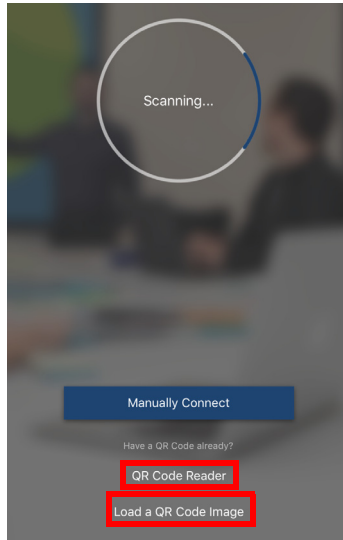 Scanning...
Manually Connect
Have a QR Code already?
QR Code Reader
Load a QR Code Image